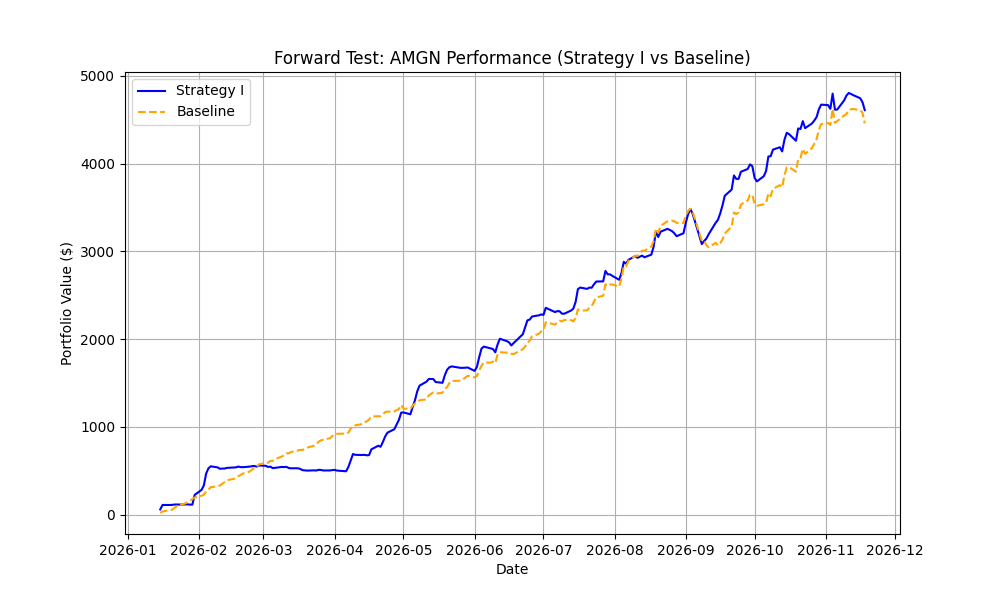 Forward Test: AMGN Performance (Strategy I vs Baseline)
Strategy I
Baseline
Portfolio Value ($)
5000
4000
3000
2000
1000
0
2026-01 2026-02 2026-03 2026-04 2026-05 2026-06 2026-07 2026-08 2026-09 2026-10 2026-11 2026-12
Date